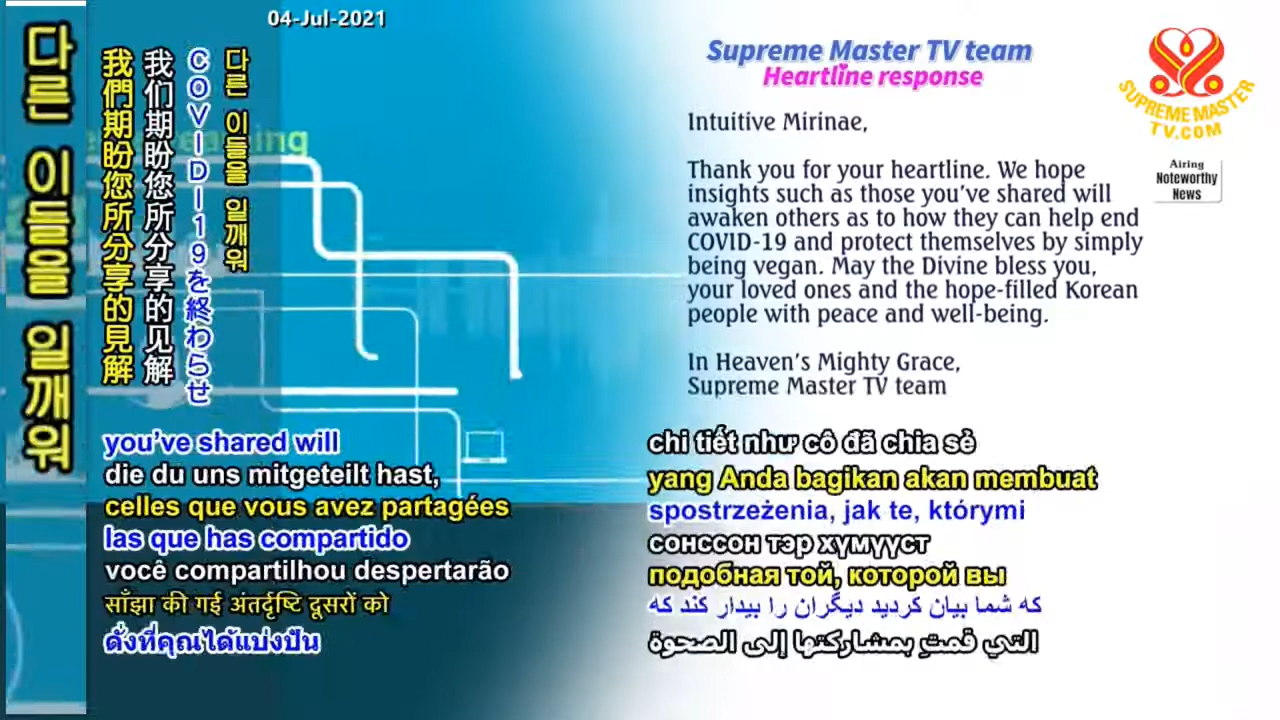 04-Jul-2021
다른 이들을 일깨워
我們期盼您所分享的見解
我们期盼您所分享的见解
COVID-19を終わらせ
다른 이들을 일깨워
Supreme Master TV team
Heartline response
SUPREME MASTER
TV.COM
Airing
Noteworthy
News
Intuitive Mirinae,
Thank you for your heartline. We hope
insights such as those you've shared will
awaken others as to how they can help end
COVID-19 and protect themselves by simply
being vegan. May the Divine bless you,
your loved ones and the hope-filled Korean
people with peace and well-being.
In Heaven's Mighty Grace,
Supreme Master TV team
you've shared will
die du uns mitgeteilt hast,
celles que vous avez partagées
las que has compartido
você compartilhou despertarão
साँझा की गई अंतर्दृष्टि दूसरों को
ดั่งที่คุณได้แบ่งปัน
chi tiết như cô đã chia sẻ
yang Anda bagikan akan membuat
spostrzeżenia, jak te, którymi
сонссон тэр хүмүүст
подобная той, которой вы
که شما بیان کردید دیگران را بیدار کند که
التي قمتِ بمشاركتها إلى الصحوة